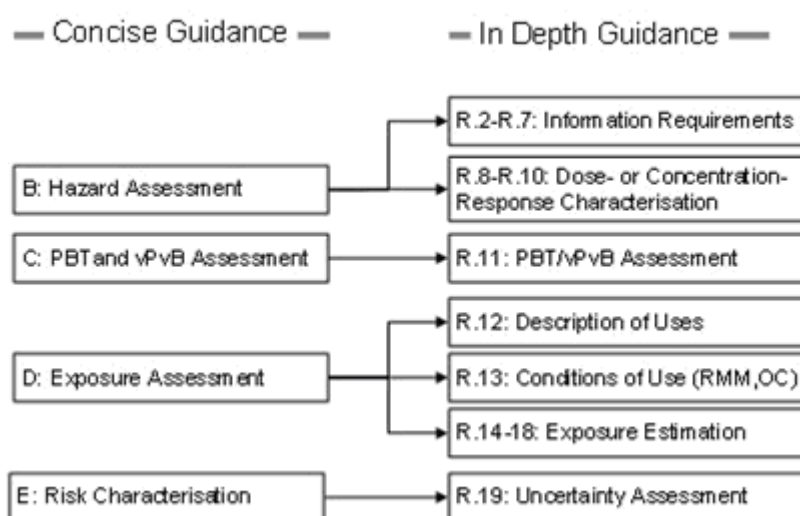 Concise Guidance
In Depth Guidance
R.2-R.7: Information Requirements
B: Hazard Assessment
R.8-R.10: Dose- or Concentration-
Response Characterisation
C: PBT and vPvB Assessment
R.11: PBT/vPvB Assessment
R.12: Description of Uses
D: Exposure Assessment
R.13: Conditions of Use (RMM,OC)
R.14-18: Exposure Estimation
E: Risk Characterisation
R.19: Uncertainty Assessment